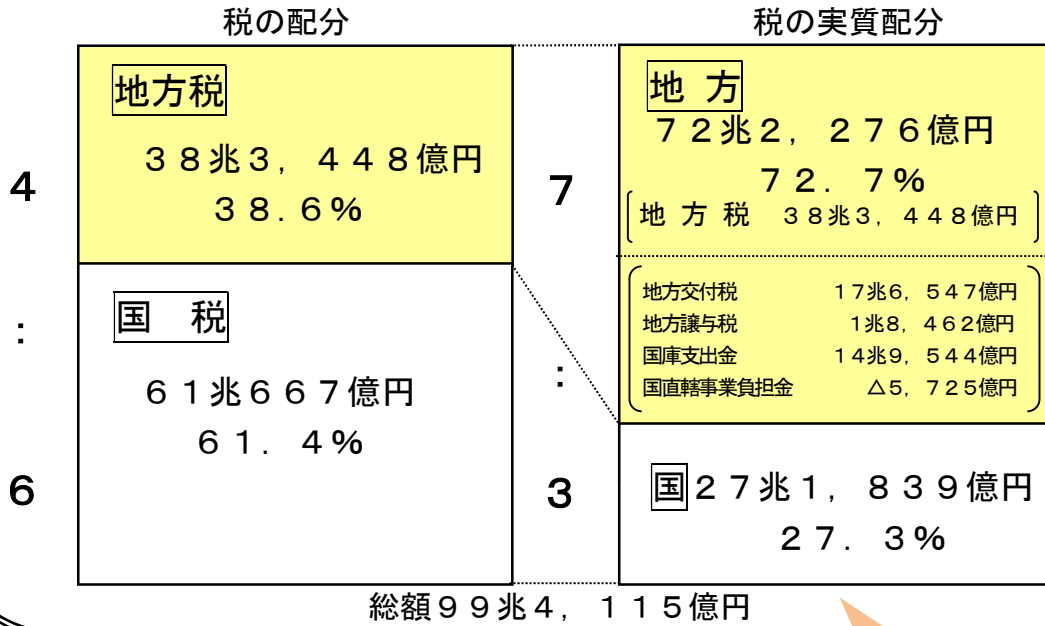 税の配分
4
:
6
地方税
38兆3,448億円
38.6%
国 税
61兆667億円
61.4%
税の実質配分
7
:
3
地 方
72兆2,276億円
72.7%
地 方 税 38兆3,448億円
地方交付税 17兆6,547億円
地方譲与税 1兆8,462億円
国庫支出金 14兆9,544億円
国直轄事業負担金 △5,725億円
国27兆1,839億円
27.3%
総額99兆4,115億円